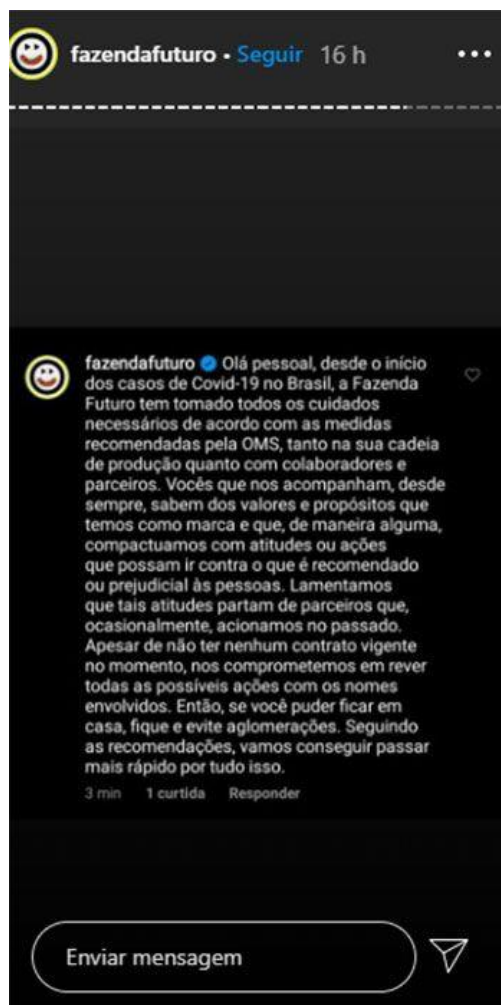 fazendafuturo • Seguir 16 h
fazendafuturo Olá pessoal, desde o início
dos casos de Covid-19 no Brasil, a Fazenda
Futuro tem tomado todos os cuidados
necessários de acordo com as medidas
recomendadas pela OMS, tanto na sua cadeia
de produção quanto com colaboradores e
parceiros. Vocês que nos acompanham, desde
sempre, sabem dos valores e propósitos que
temos como marca e que, de maneira alguma,
compactuamos com atitudes ou ações
que possam ir contra o que é recomendado
ou prejudicial às pessoas. Lamentamos
que tais atitudes partam de parceiros que,
ocasionalmente, acionamos no passado.
Apesar de não ter nenhum contrato vigente
no momento, nos comprometemos em rever
todas as possíveis ações com os nomes
envolvidos. Então, se você puder ficar em
casa, fique e evite aglomerações. Seguindo
as recomendações, vamos conseguir passar
mais rápido por tudo isso.
3 min 1 curtida Responder
Enviar mensagem